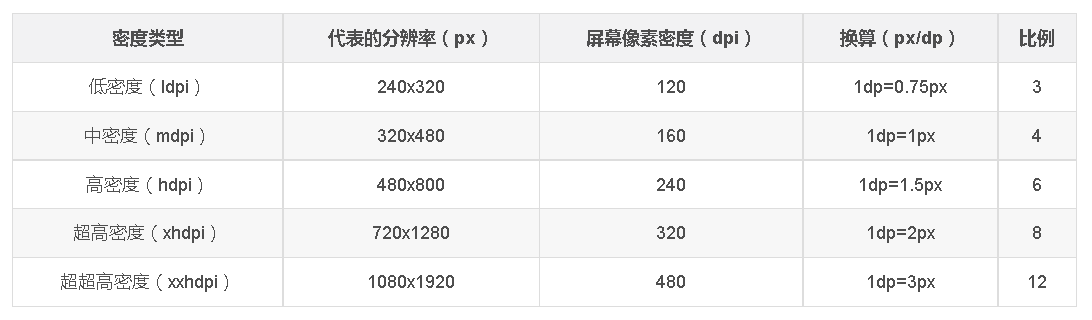 密度类型 代表的分辨率（px） 屏幕像素密度（dpi） 换算（px/dp） 比例
低密度（ldpi） 240x320 120 1dp=0.75px 3
中密度（mdpi） 320x480 160 1dp=1px 4
高密度（hdpi） 480x800 240 1dp=1.5px 6
超高密度（xhdpi） 720x1280 320 1dp=2px 8
超超高密度（xxhdpi） 1080x1920 480 1dp=3px 12